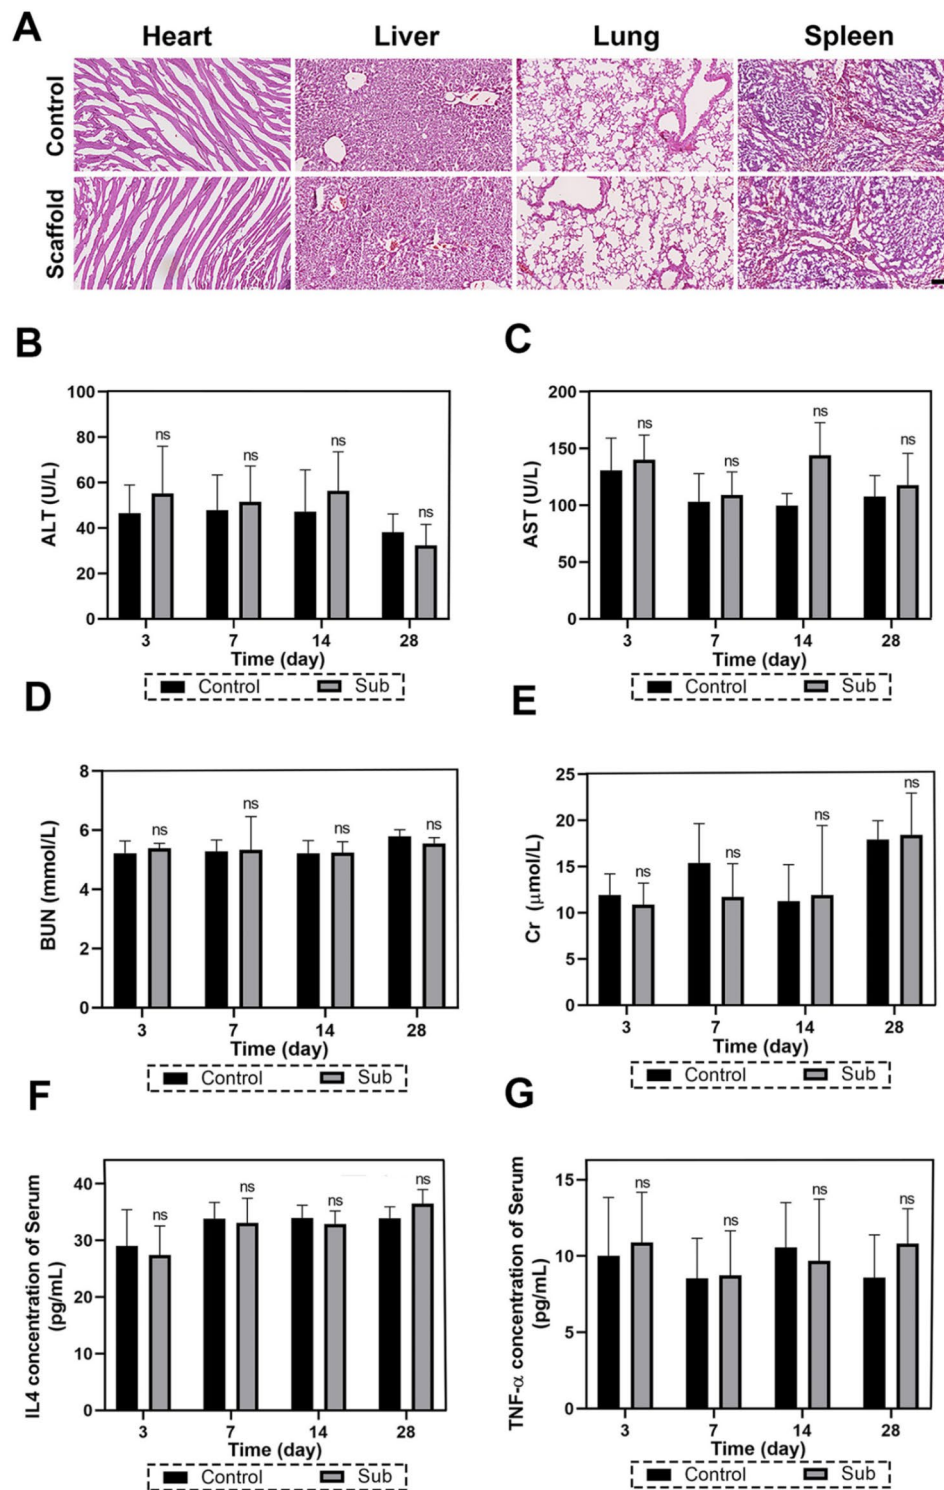 A
Heart Liver Lung Spleen
Control
Scaffold
B
ALT (U/L)
100
80
60
40
20
0
ns ns ns ns
3 7 14 28
Time (day)
Control Sub
C
AST (U/L)
200
150
100
50
0
ns ns ns ns
3 7 14 28
Time (day)
Control Sub
D
BUN (mmol/L)
8
6
4
2
0
ns ns ns ns
3 7 14 28
Time (day)
Control Sub
E
Cr (μmol/L)
25
20
15
10
5
0
ns ns ns ns
3 7 14 28
Time (day)
Control Sub
F
IL4 concentration of Serum
(pg/mL)
40
30
20
10
0
ns ns ns ns
3 7 14 28
Time (day)
Control Sub
G
TNF-α concentration of Serum
(pg/mL)
15
10
5
0
ns ns ns ns
3 7 14 28
Time (day)
Control Sub